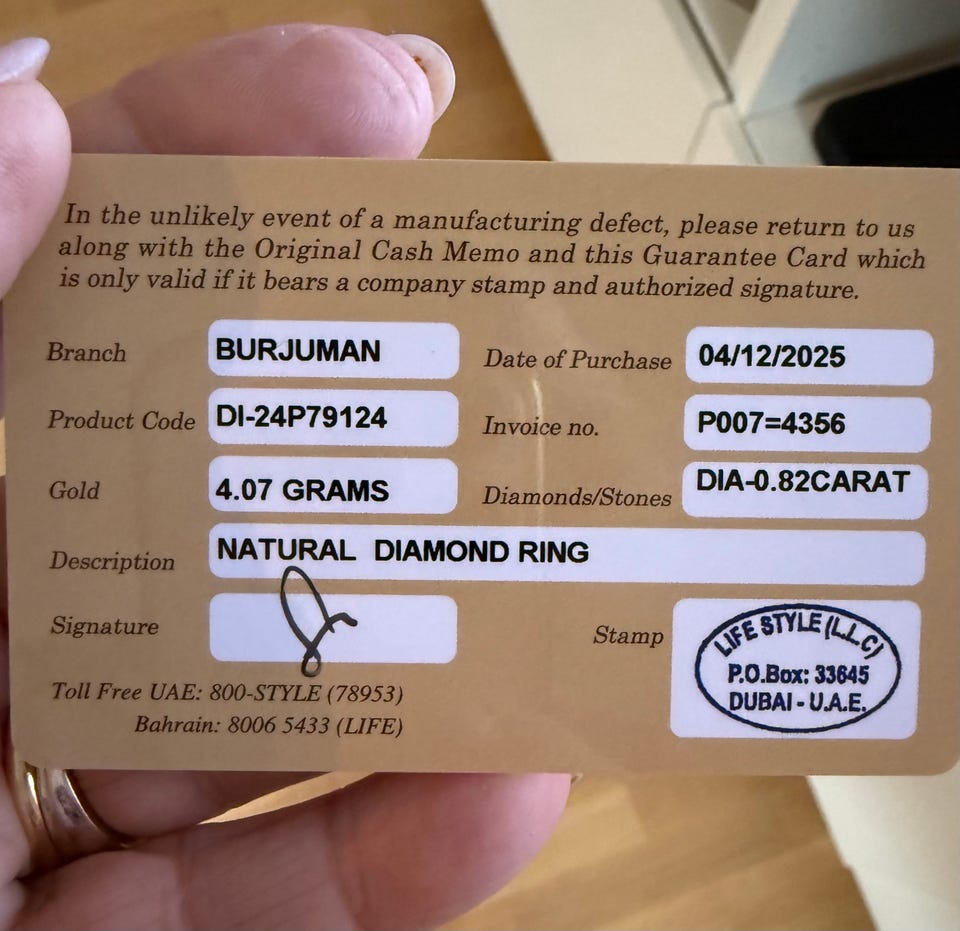 In the unlikely event of a manufacturing defect, please return to us
along with the Original Cash Memo and this Guarantee Card which
is only valid if it bears a company stamp and authorized signature.
Branch BURJUMAN Date of Purchase 04/12/2025
Product Code DI-24P79124 Invoice no. P007=4356
Gold 4.07 GRAMS Diamonds/Stones DIA-0.82CARAT
Description NATURAL DIAMOND RING
Signature Stamp
LIFE STYLE (L.L.C)
P.O.Box: 33645
DUBAI - U.A.E.
Toll Free UAE: 800-STYLE (78953)
Bahrain: 8006 5433 (LIFE)